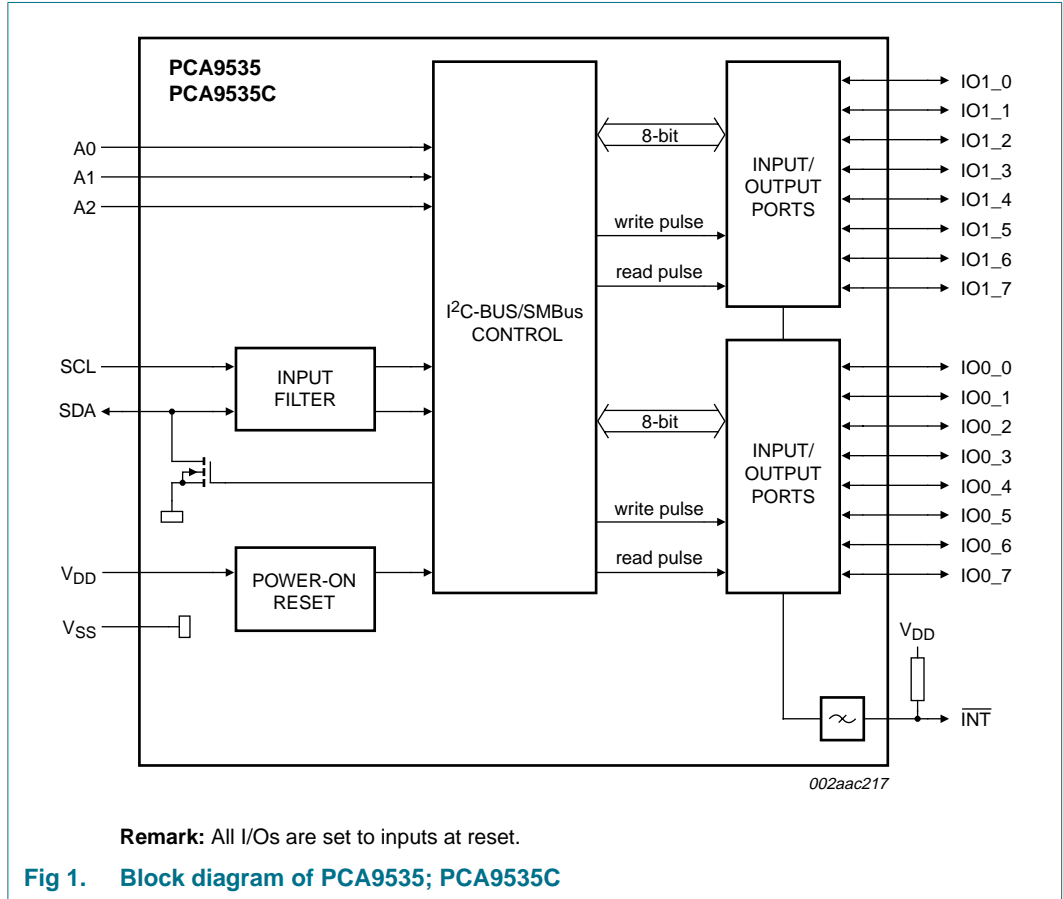 PCA9535
PCA9535C
A0
A1
A2
SCL
SDA
VDD
VSS
INPUT
FILTER
POWER-ON
RESET
I2C-BUS/SMBus
CONTROL
8-bit
write pulse
read pulse
INPUT/
OUTPUT
PORTS
IO1_0
IO1_1
IO1_2
IO1_3
IO1_4
IO1_5
IO1_6
IO1_7
8-bit
write pulse
read pulse
INPUT/
OUTPUT
PORTS
IO0_0
IO0_1
IO0_2
IO0_3
IO0_4
IO0_5
IO0_6
IO0_7
VDD
INT
002aac217
Remark: All I/Os are set to inputs at reset.
Fig 1. Block diagram of PCA9535; PCA9535C